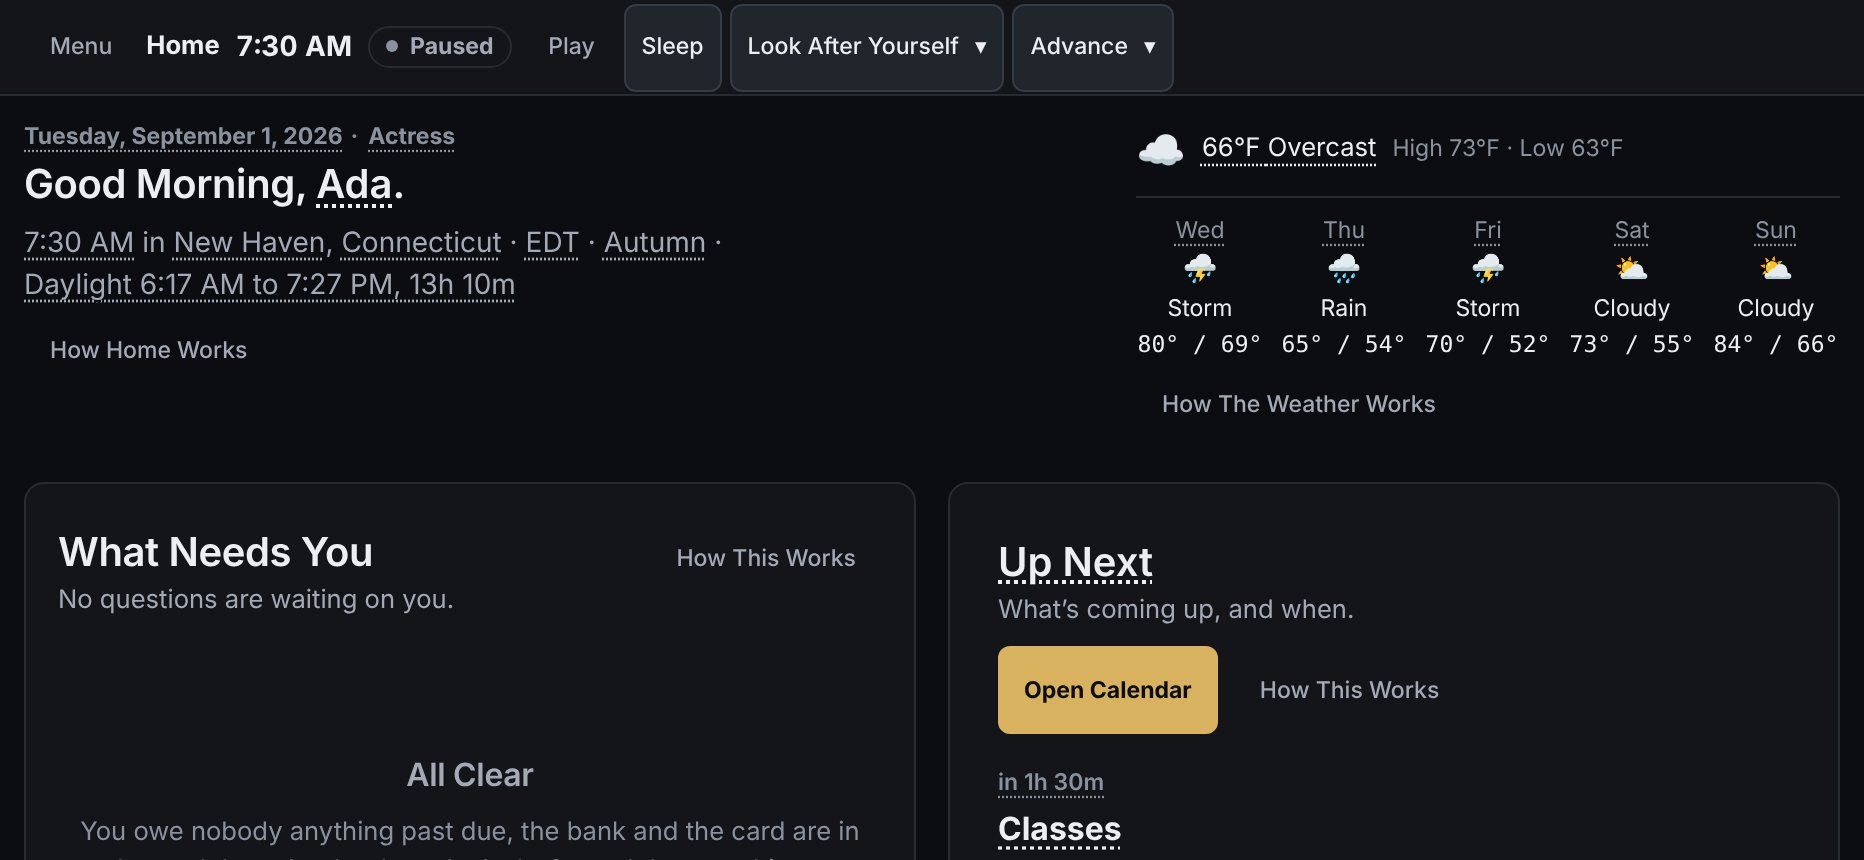 Menu Home 7:30 AM Paused Play Sleep Look After Yourself ▼ Advance ▼
Tuesday, September 1, 2026 · Actress
Good Morning, Ada.
7:30 AM in New Haven, Connecticut · EDT · Autumn ·
Daylight 6:17 AM to 7:27 PM, 13h 10m
How Home Works
66°F Overcast High 73°F · Low 63°F
Wed Thu Fri Sat Sun
Storm Rain Storm Cloudy Cloudy
80° / 69° 65° / 54° 70° / 52° 73° / 55° 84° / 66°
How The Weather Works
What Needs You
How This Works
No questions are waiting on you.
All Clear
You owe nobody anything past due, the bank and the card are in
Up Next
What's coming up, and when.
Open Calendar How This Works
in 1h 30m
Classes